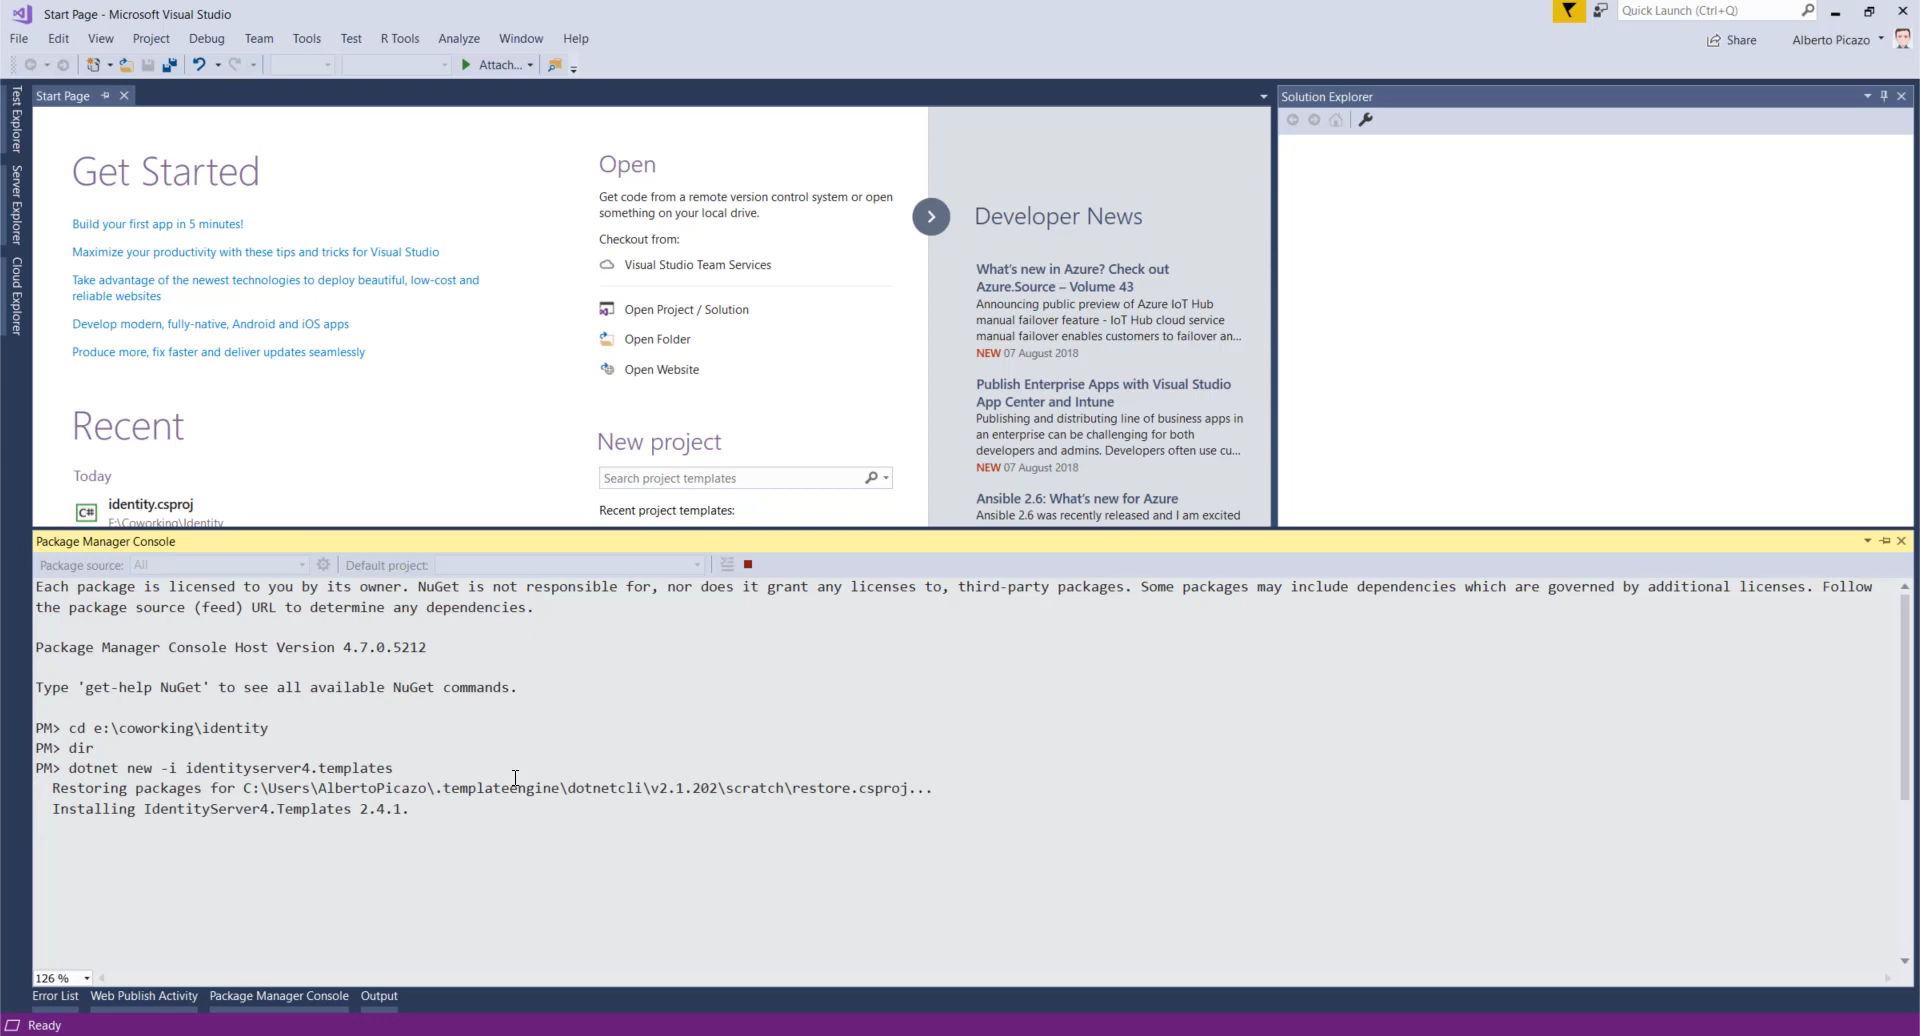 Start Page - Microsoft Visual Studio
Quick Launch (Ctrl+Q)
File Edit View Project Debug Team Tools Test R Tools Analyze Window Help
Share
Alberto Picazo
Attach...
Test Explorer
Server Explorer
Cloud Explorer
Start Page
Get Started
Build your first app in 5 minutes!
Maximize your productivity with these tips and tricks for Visual Studio
Take advantage of the newest technologies to deploy beautiful, low-cost and
reliable websites
Develop modern, fully-native, Android and iOS apps
Produce more, fix faster and deliver updates seamlessly
Recent
Today
C#
identity.csproj
E:\Coworking\Identity
Open
Get code from a remote version control system or open
something on your local drive.
Checkout from:
Visual Studio Team Services
Open Project / Solution
Open Folder
Open Website
New project
Search project templates
Recent project templates:
Developer News
What's new in Azure? Check out
Azure.Source – Volume 43
Announcing public preview of Azure IoT Hub
manual failover feature - IoT Hub cloud service
manual failover enables customers to failover an...
NEW 07 August 2018
Publish Enterprise Apps with Visual Studio
App Center and Intune
Publishing and distributing line of business apps in
an enterprise can be challenging for both
developers and admins. Developers often use cu...
NEW 07 August 2018
Ansible 2.6: What's new for Azure
Ansible 2.6 was recently released and I am excited
Solution Explorer
Package Manager Console
Package source: All
Default project:
Each package is licensed to you by its owner. NuGet is not responsible for, nor does it grant any licenses to, third-party packages. Some packages may include dependencies which are governed by additional licenses. Follow
the package source (feed) URL to determine any dependencies.
Package Manager Console Host Version 4.7.0.5212
Type 'get-help NuGet' to see all available NuGet commands.
PM> cd e:\coworking\identity
PM> dir
PM> dotnet new -i identityserver4.templates
Restoring packages for C:\Users\AlbertoPicazo\.templateengine\dotnetcli\v2.1.202\scratch\restore.csproj...
Installing IdentityServer4.Templates 2.4.1.
126 %
Error List Web Publish Activity Package Manager Console Output
Ready